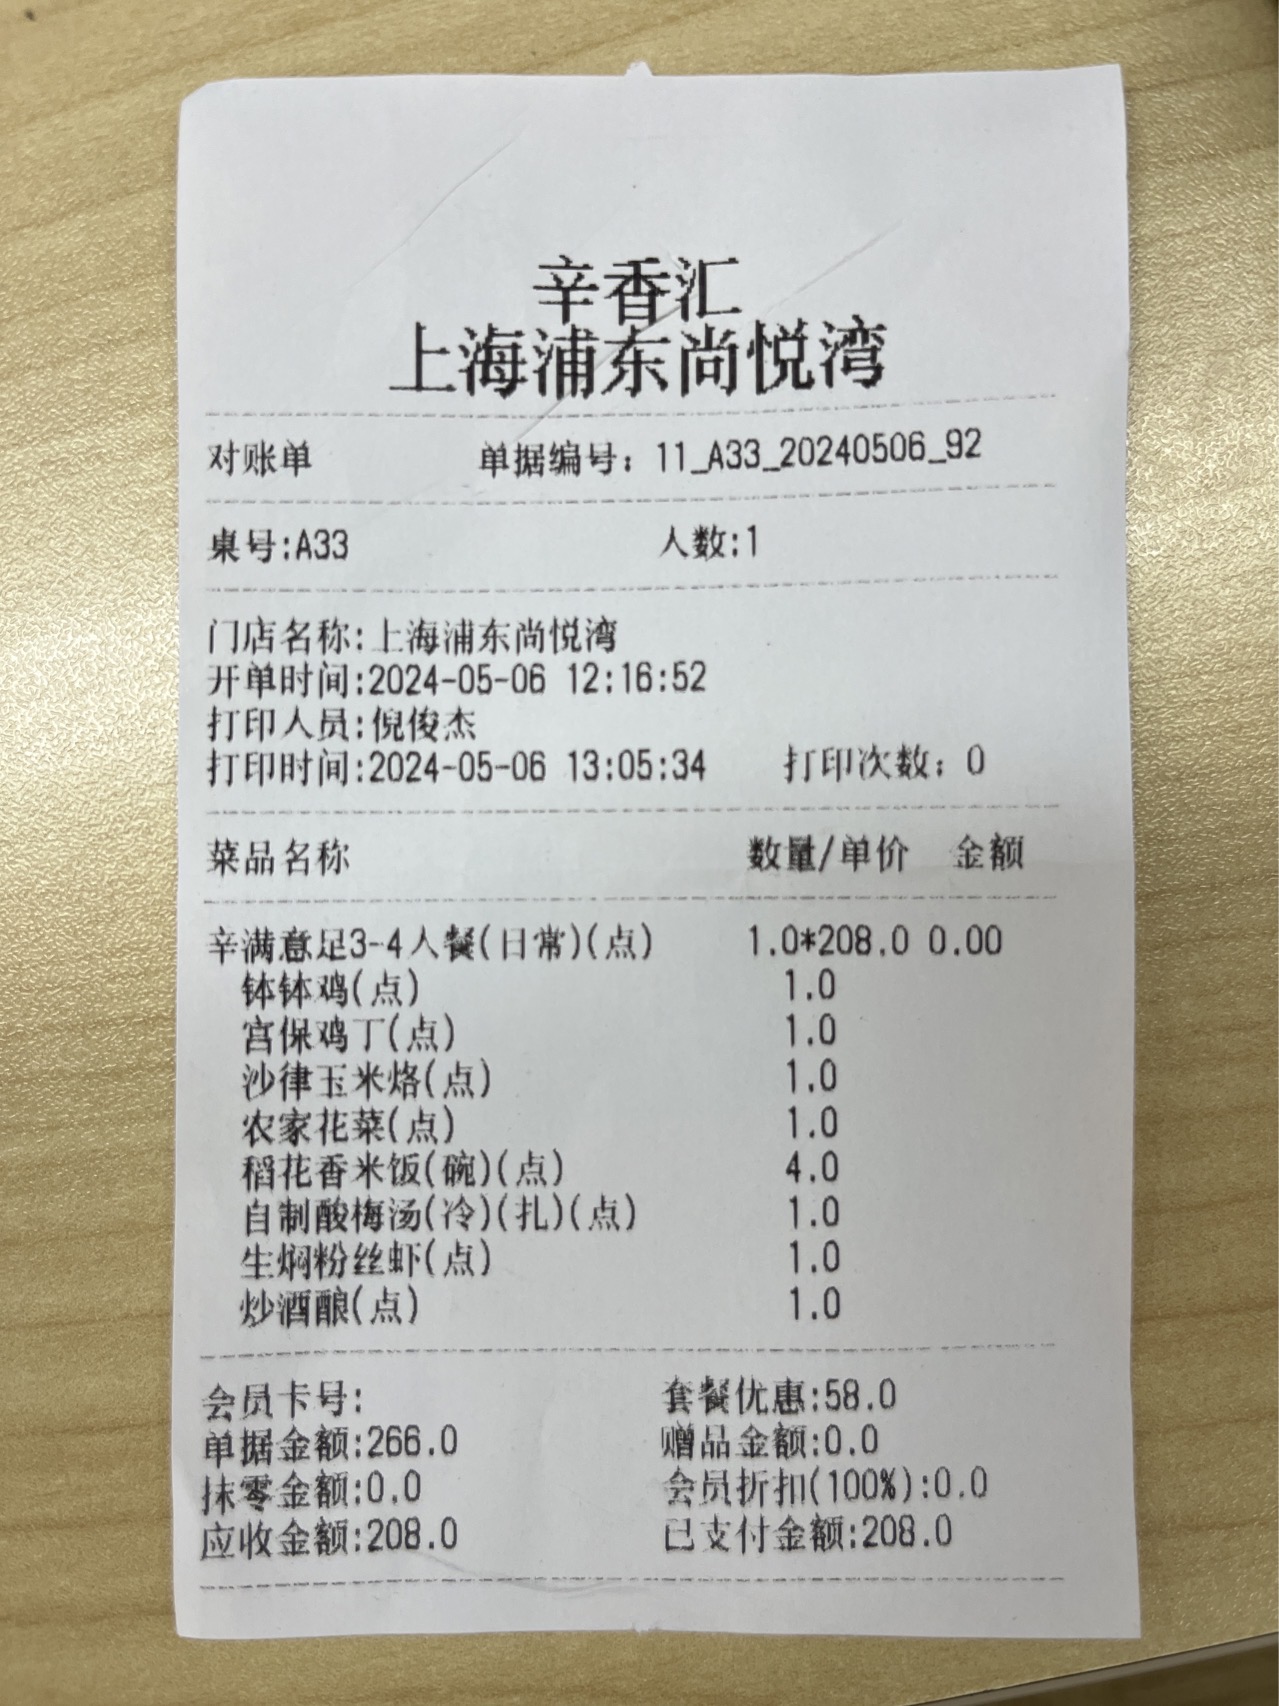 辛香汇
上海浦东尚悦湾
对账单 单据编号：11_A33_20240506_92
桌号:A33 人数:1
门店名称:上海浦东尚悦湾
开单时间:2024-05-06 12:16:52
打印人员:倪俊杰
打印时间:2024-05-06 13:05:34 打印次数：0
菜品名称 数量/单价 金额
辛满意足3-4人餐(日常)(点) 1.0*208.0 0.00
钵钵鸡(点) 1.0
宫保鸡丁(点) 1.0
沙律玉米烙(点) 1.0
农家花菜(点) 1.0
稻花香米饭(碗)(点) 4.0
自制酸梅汤(冷)(扎)(点) 1.0
生焖粉丝虾(点) 1.0
炒酒酿(点) 1.0
会员卡号: 套餐优惠:58.0
单据金额:266.0 赠品金额:0.0
抹零金额:0.0 会员折扣(100%):0.0
应收金额:208.0 已支付金额:208.0